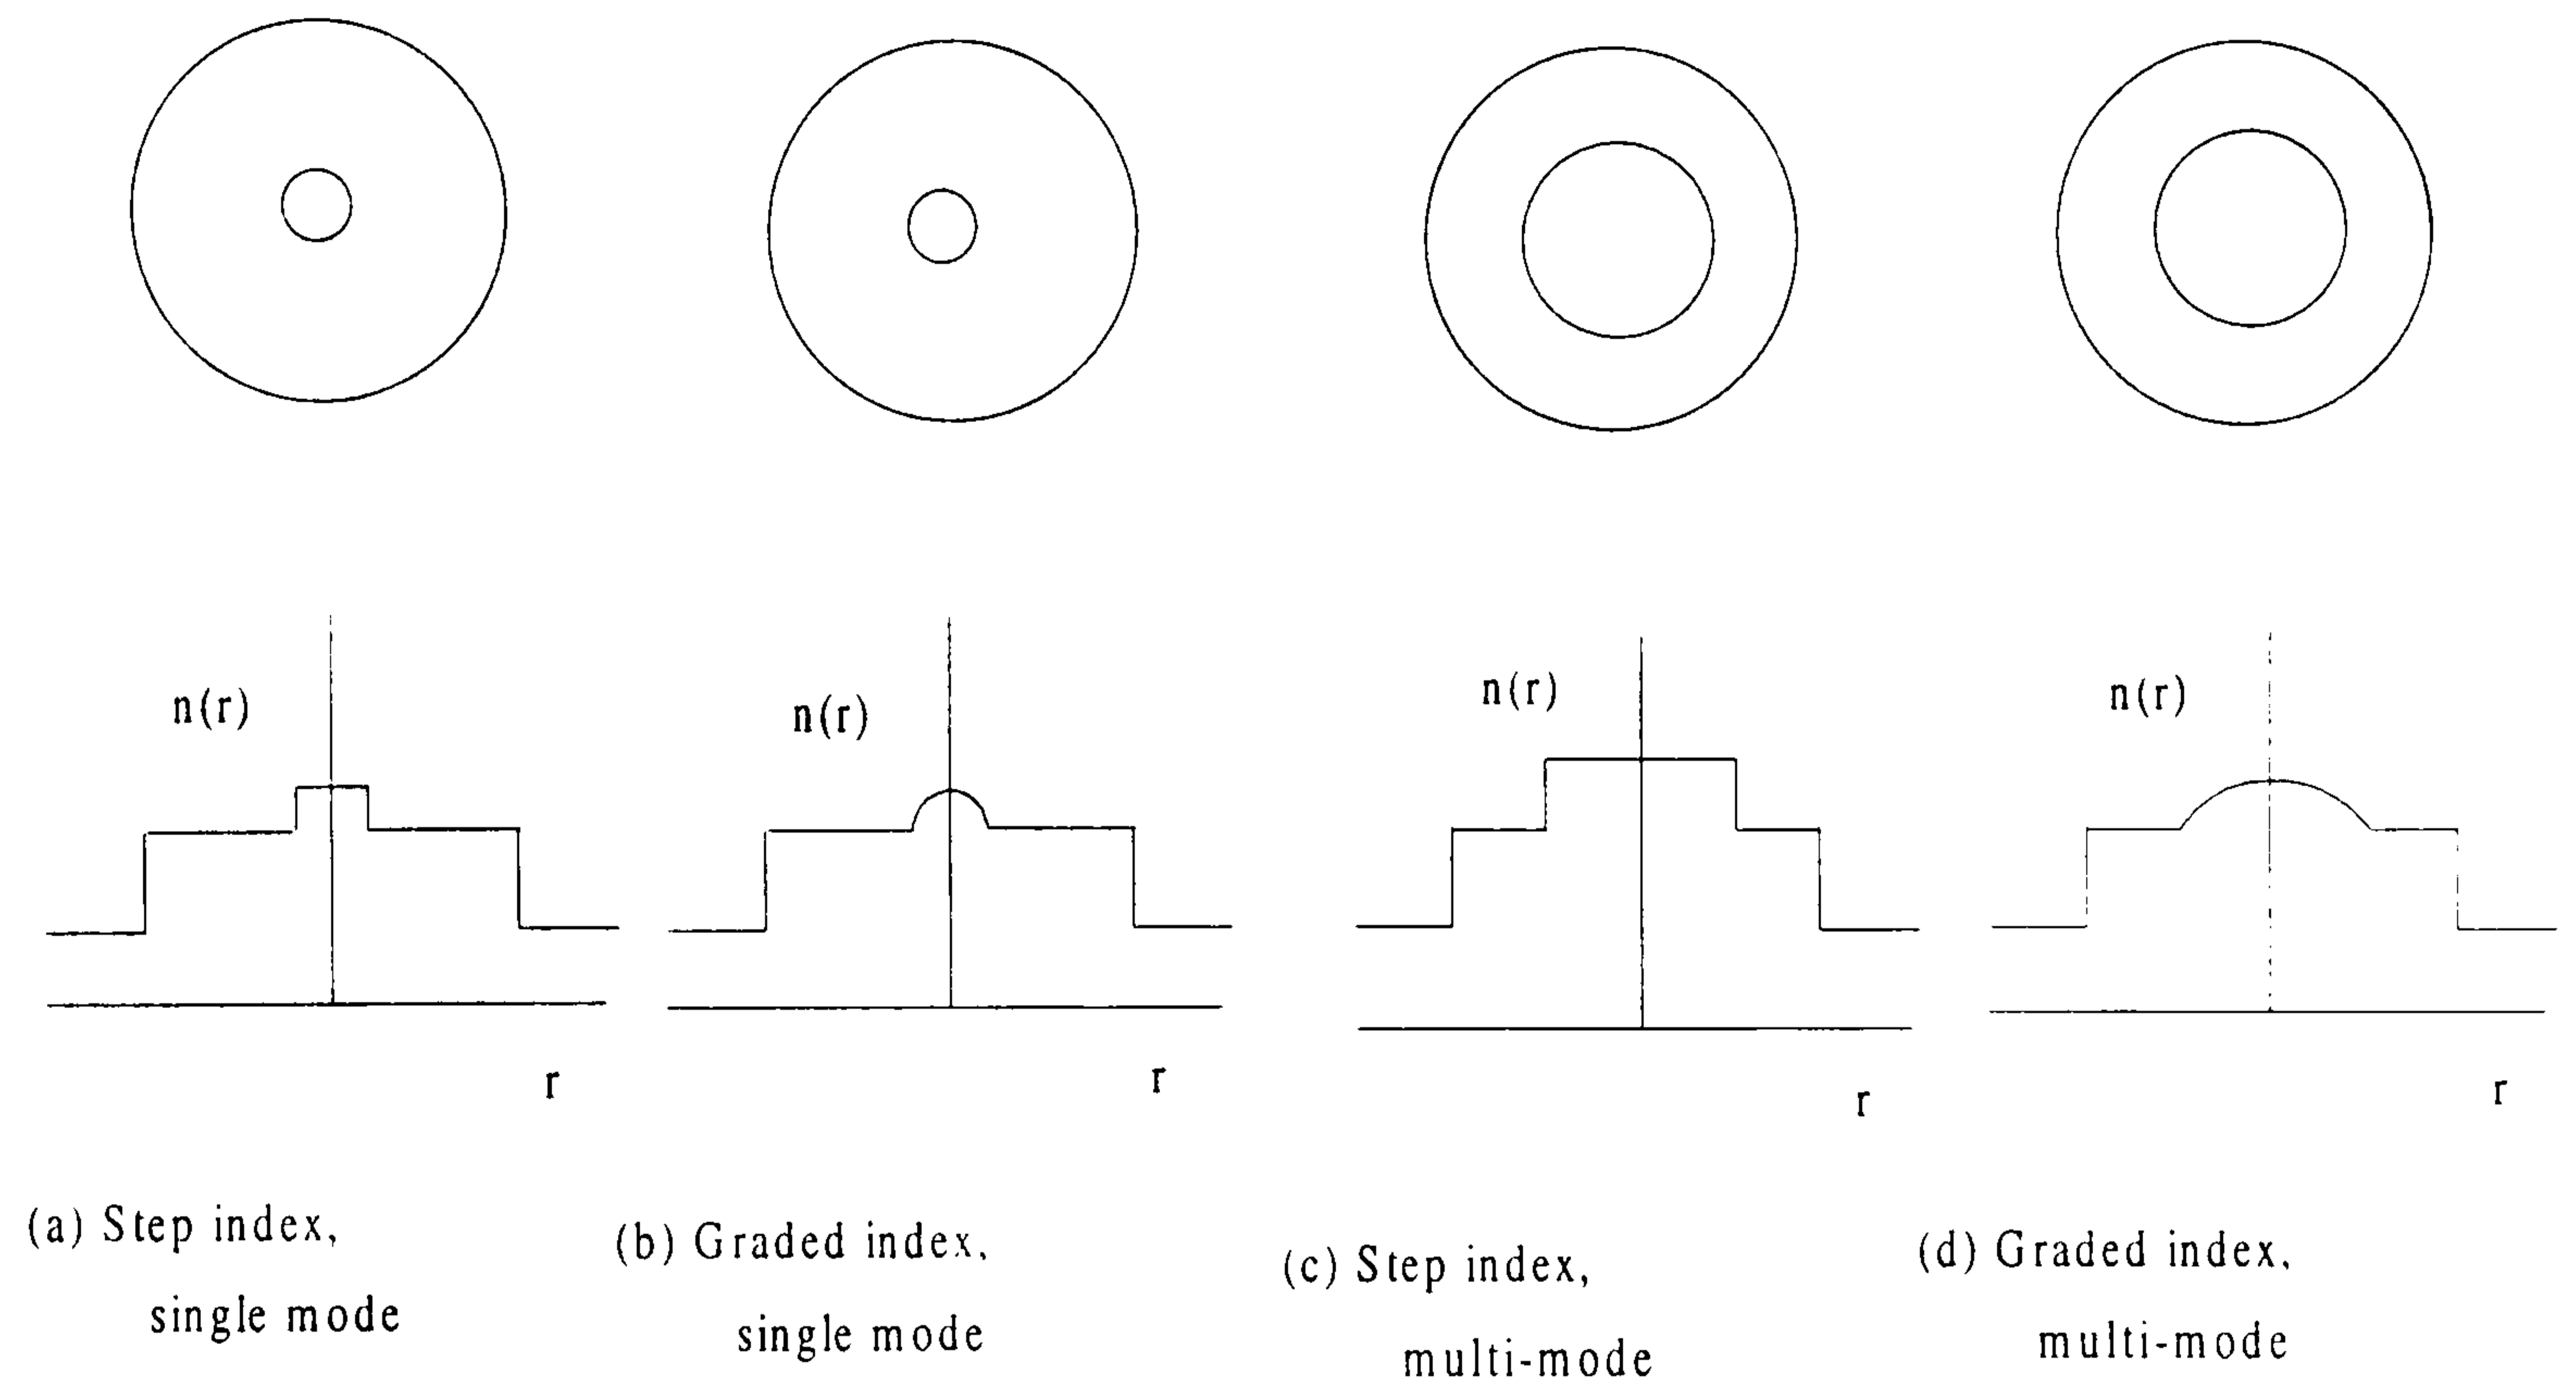 n(r)
n(r)
n(r)
n(r)
r
r
r
r
(a) Step index,
single mode
(b) Graded index,
single mode
(c) Step index,
multi-mode
(d) Graded index,
multi-mode